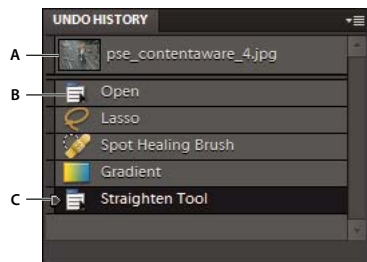 UNDO HISTORY
A
pse_contentaware_4.jpg
B
Open
Lasso
Spot Healing Brush
Gradient
C
Straighten Tool